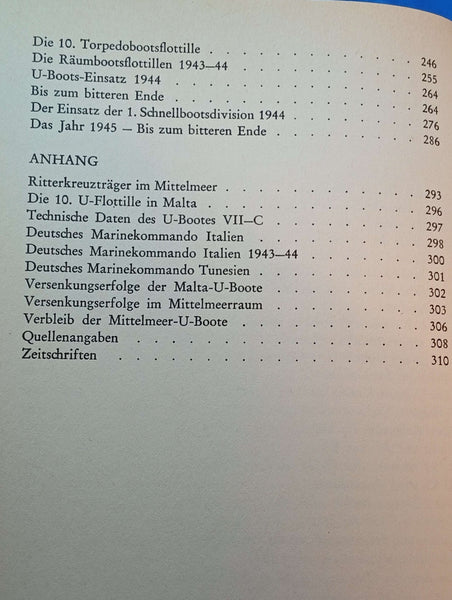 Die 10. Torpedobootsflottille . . . . . . . . . . 246
Die Räumbootsflottillen 1943—44 . . . . . . . . . 255
U-Boots-Einsatz 1944 . . . . . . . . . . . . 264
Bis zum bitteren Ende . . . . . . . . . . . . 264
Der Einsatz der 1. Schnellbootsdivision 1944 . . . . . . 276
Das Jahr 1945 — Bis zum bitteren Ende . . . . . . . 286
ANHANG
Ritterkreuzträger im Mittelmeer . . . . . . . . . 293
Die 10. U-Flottille in Malta . . . . . . . . . . 296
Technische Daten des U-Bootes VII—C . . . . . . . 297
Deutsches Marinekommando Italien . . . . . . . . 298
Deutsches Marinekommando Italien 1943—44 . . . . . . 300
Deutsches Marinekommando Tunesien . . . . . . . . 301
Versenkungserfolge der Malta-U-Boote . . . . . . . 302
Versenkungserfolge im Mittelmeerraum . . . . . . . 303
Verbleib der Mittelmeer-U-Boote . . . . . . . . . 306
Quellenangaben . . . . . . . . . . . . . 308
Zeitschriften . . . . . . . . . . . . . . 310